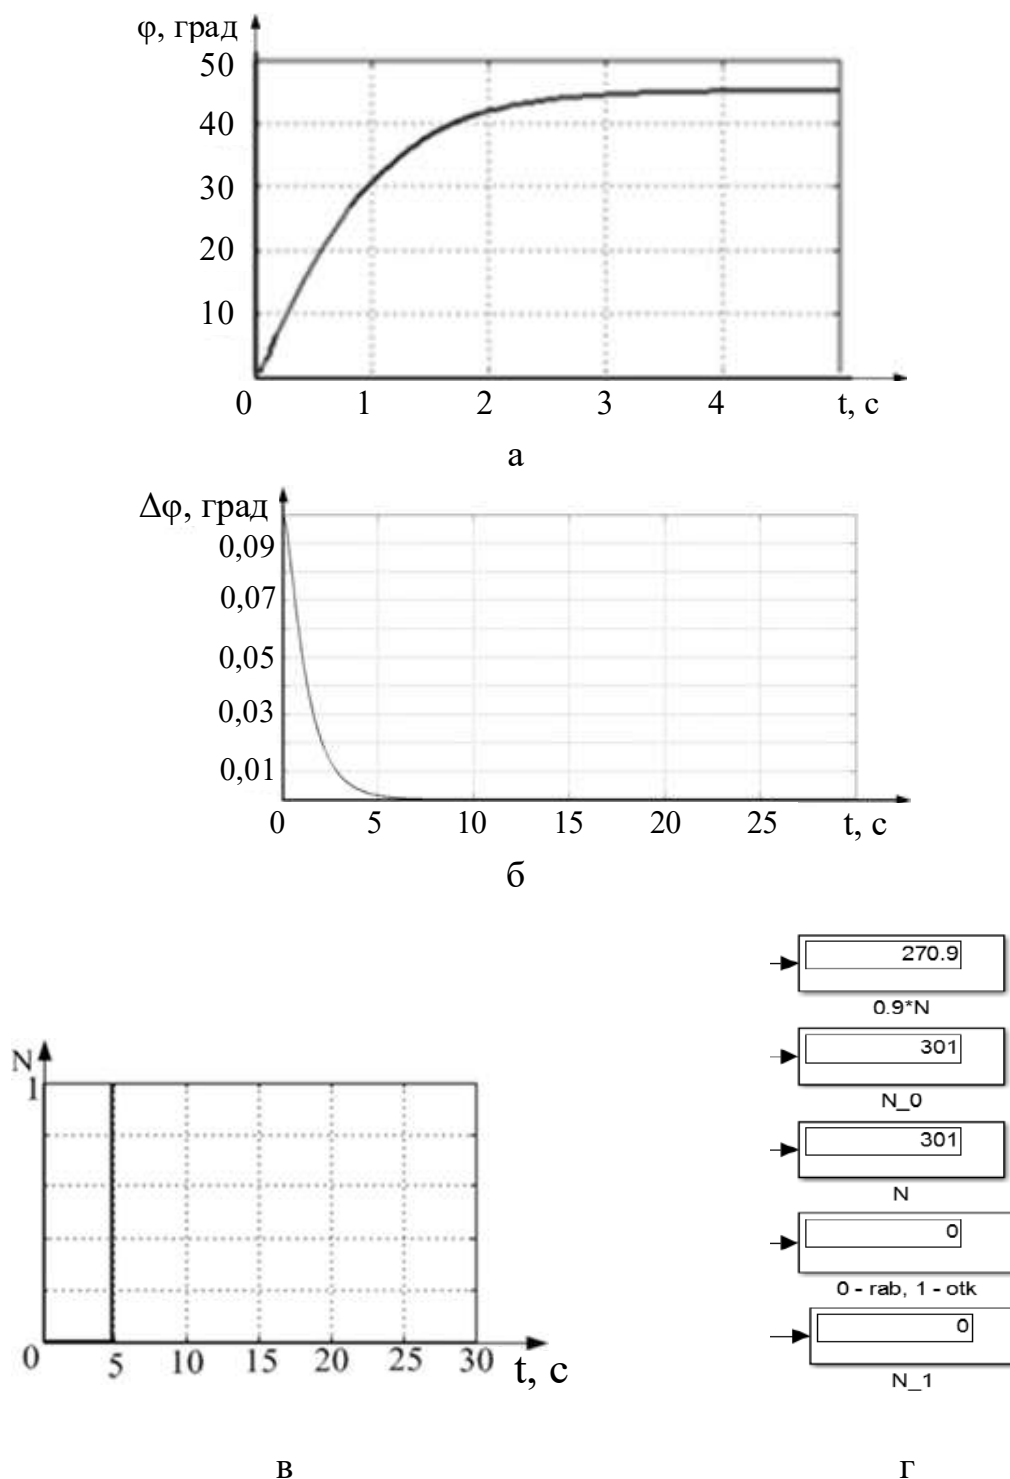 φ, град
50
40
30
20
10
0 1 2 3 4 t, с
а
Δφ, град
0,09
0,07
0,05
0,03
0,01
0 5 10 15 20 25 t, с
б
N
1
0 5 10 15 20 25 30 t, с
в
270.9
0.9*N
301
N_0
301
N
0
0 - rab, 1 - otk
0
N_1
г